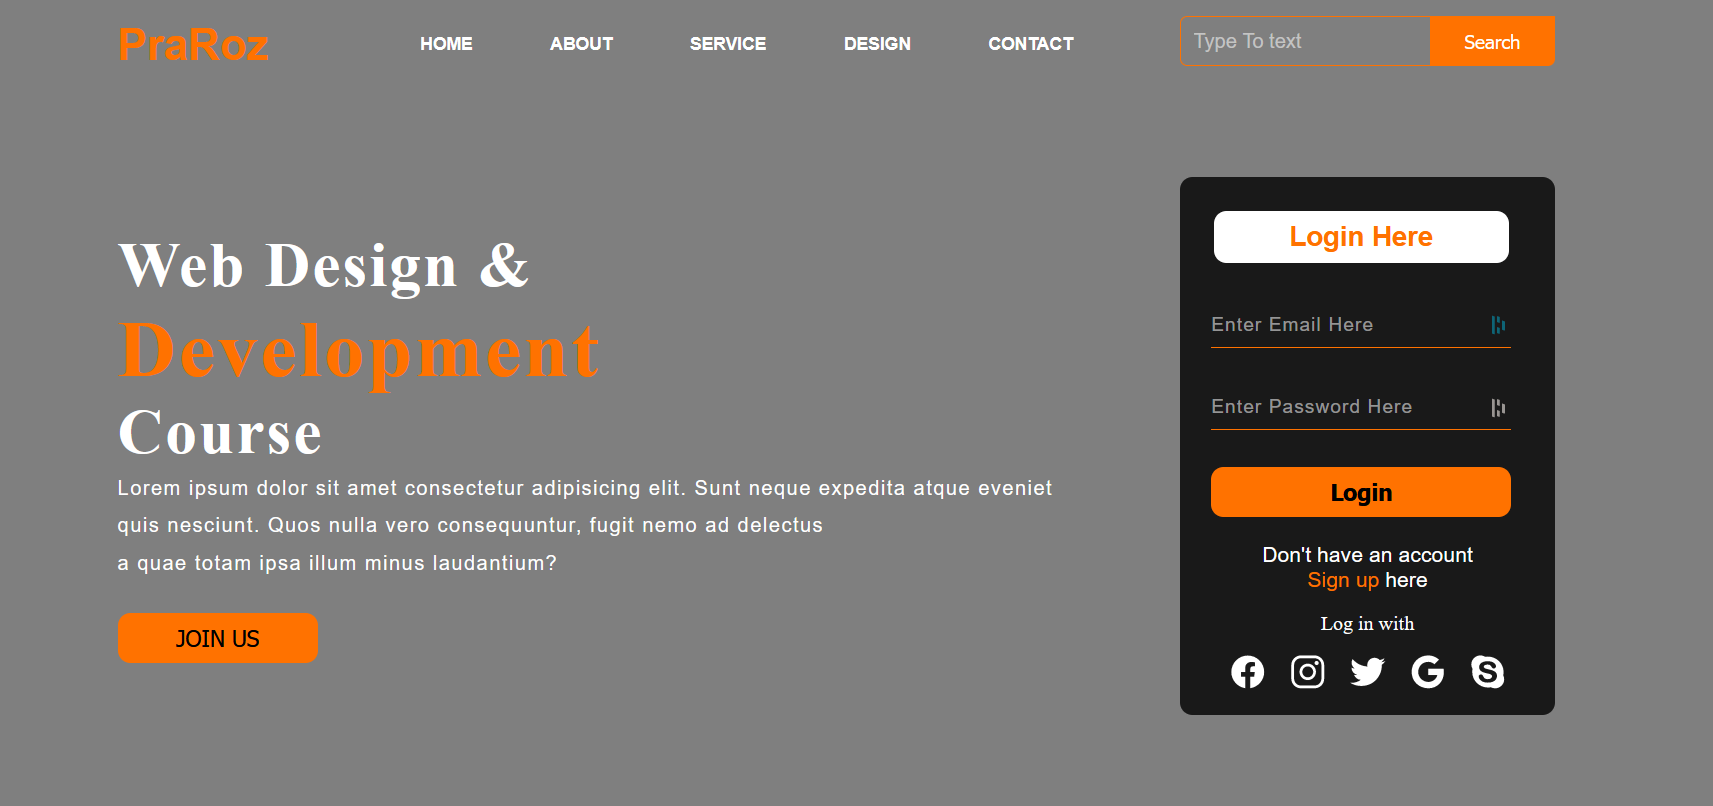 PraRoz
HOME ABOUT SERVICE DESIGN CONTACT
Type To text Search
Web Design &
Development
Course
Lorem ipsum dolor sit amet consectetur adipisicing elit. Sunt neque expedita atque eveniet
quis nesciunt. Quos nulla vero consequuntur, fugit nemo ad delectus
a quae totam ipsa illum minus laudantium?
JOIN US
Login Here
Enter Email Here
Enter Password Here
Login
Don't have an account
Sign up here
Log in with